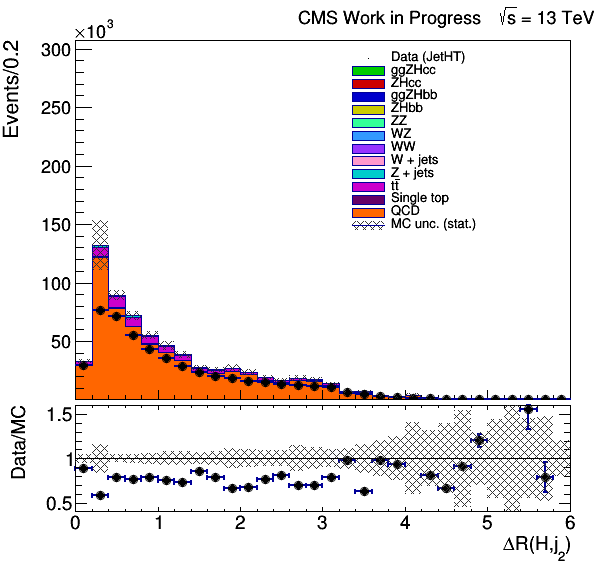 CMS Work in Progress √s = 13 TeV
×10³
Events/0.2
300
250
200
150
100
50
Data (JetHT)
ggZHcc
ZHcc
ggZHbb
ZHbb
ZZ
WZ
WW
W + jets
Z + jets
tt̄
Single top
QCD
MC unc. (stat.)
Data/MC
1.5
1
0.5
0 1 2 3 4 5 6
ΔR(H,j₂)